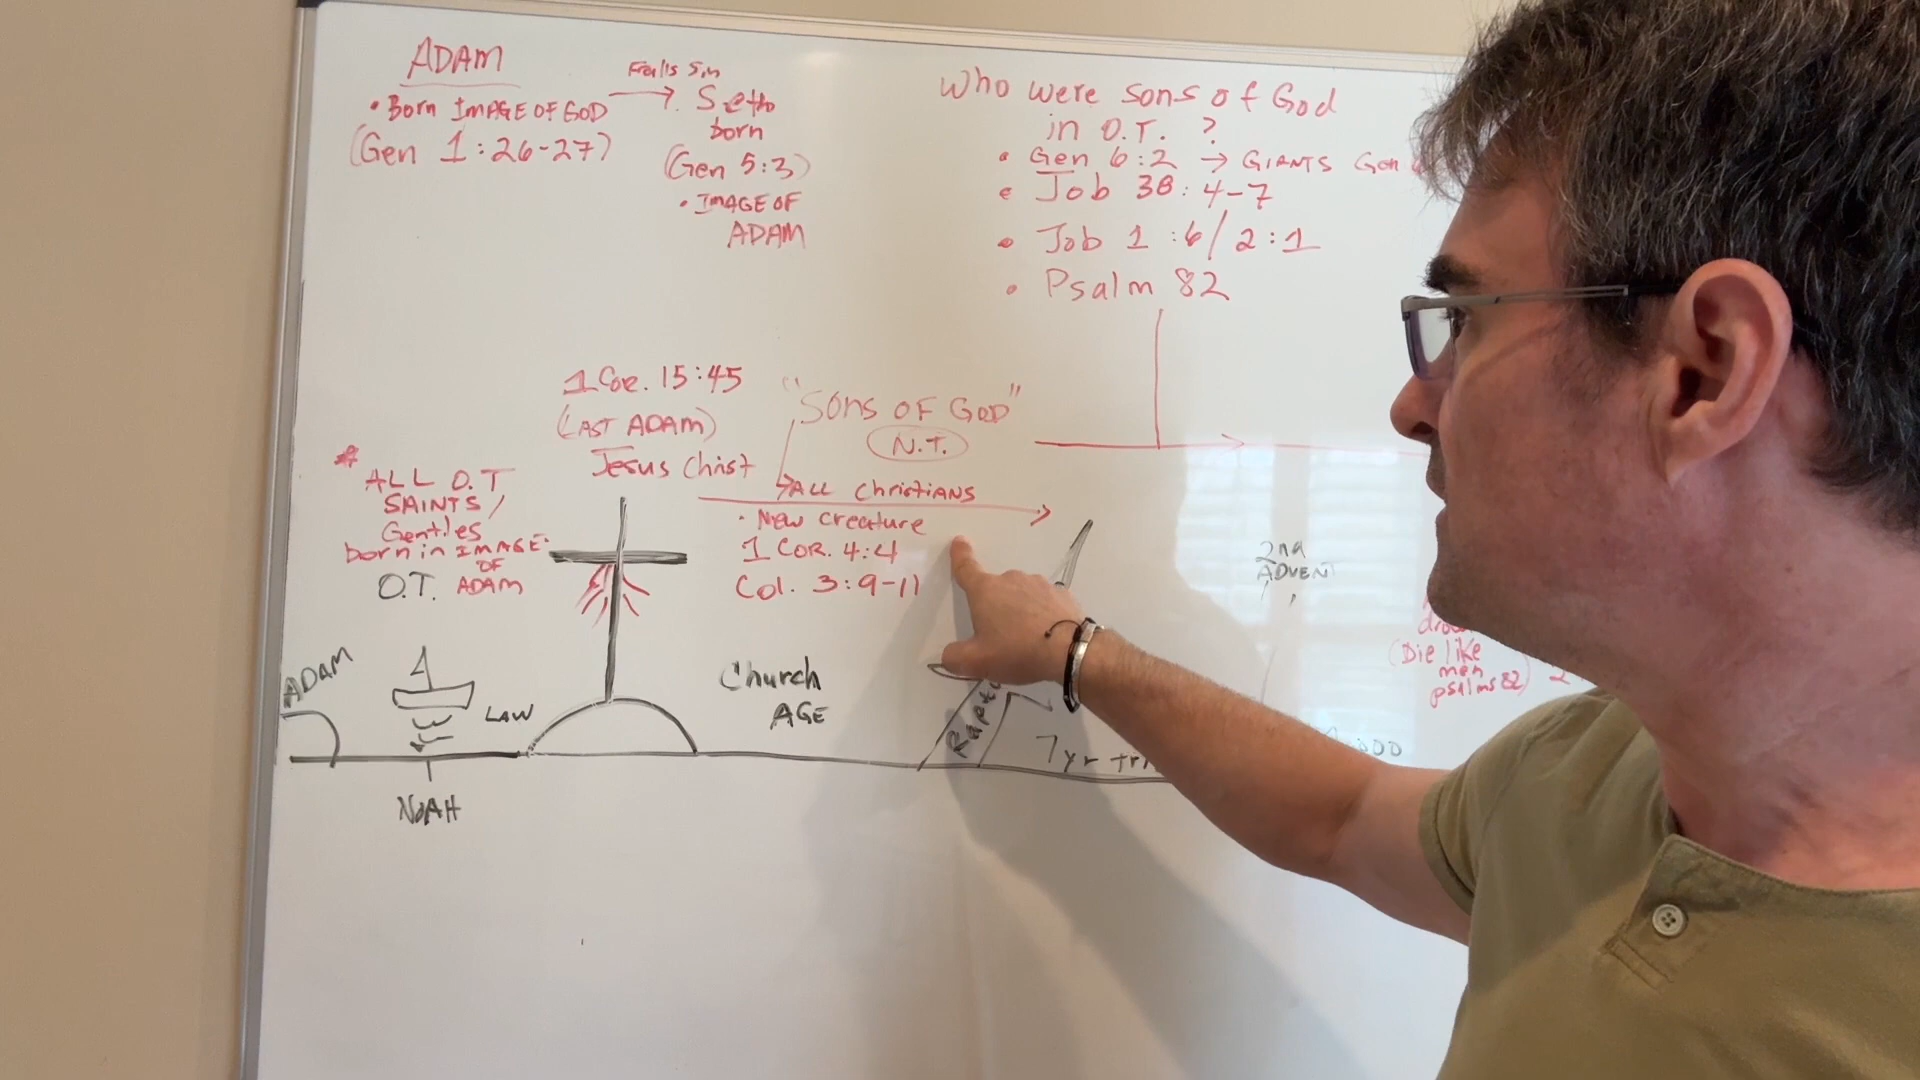 ADAM
• Born IMAGE OF GOD
(Gen 1:26-27)
Falls Sin
Seth
born
(Gen 5:3)
• IMAGE OF
ADAM
Who were sons of God
in O.T. ?
• Gen 6:2 → GIANTS Gen
• Job 38:4-7
• Job 1:6/2:1
• Psalm 82
1 Cor. 15:45
(LAST ADAM)
Jesus Christ
"Sons OF GOD"
N.T.
ALL Christians
• New creature
1 COR. 4:4
Col. 3:9-11
* ALL O.T
SAINTS/
Gentiles
born in IMAGE
OF
ADAM
O.T.
ADAM
LAW
NOAH
Church
AGE
7yr
2nd
ADVENT
(Die like
men
psalms 82)